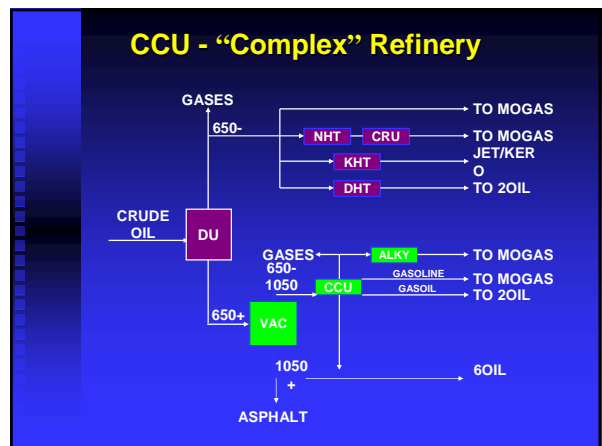 CCU - “Complex” Refinery
GASES
TO MOGAS
650-
NHT
CRU
TO MOGAS
KHT
JET/KER
O
DHT
TO 2OIL
CRUDE
OIL
DU
GASES
ALKY
TO MOGAS
650-
1050
CCU
GASOLINE
TO MOGAS
GASOIL
TO 2OIL
650+
VAC
1050
+
6OIL
ASPHALT